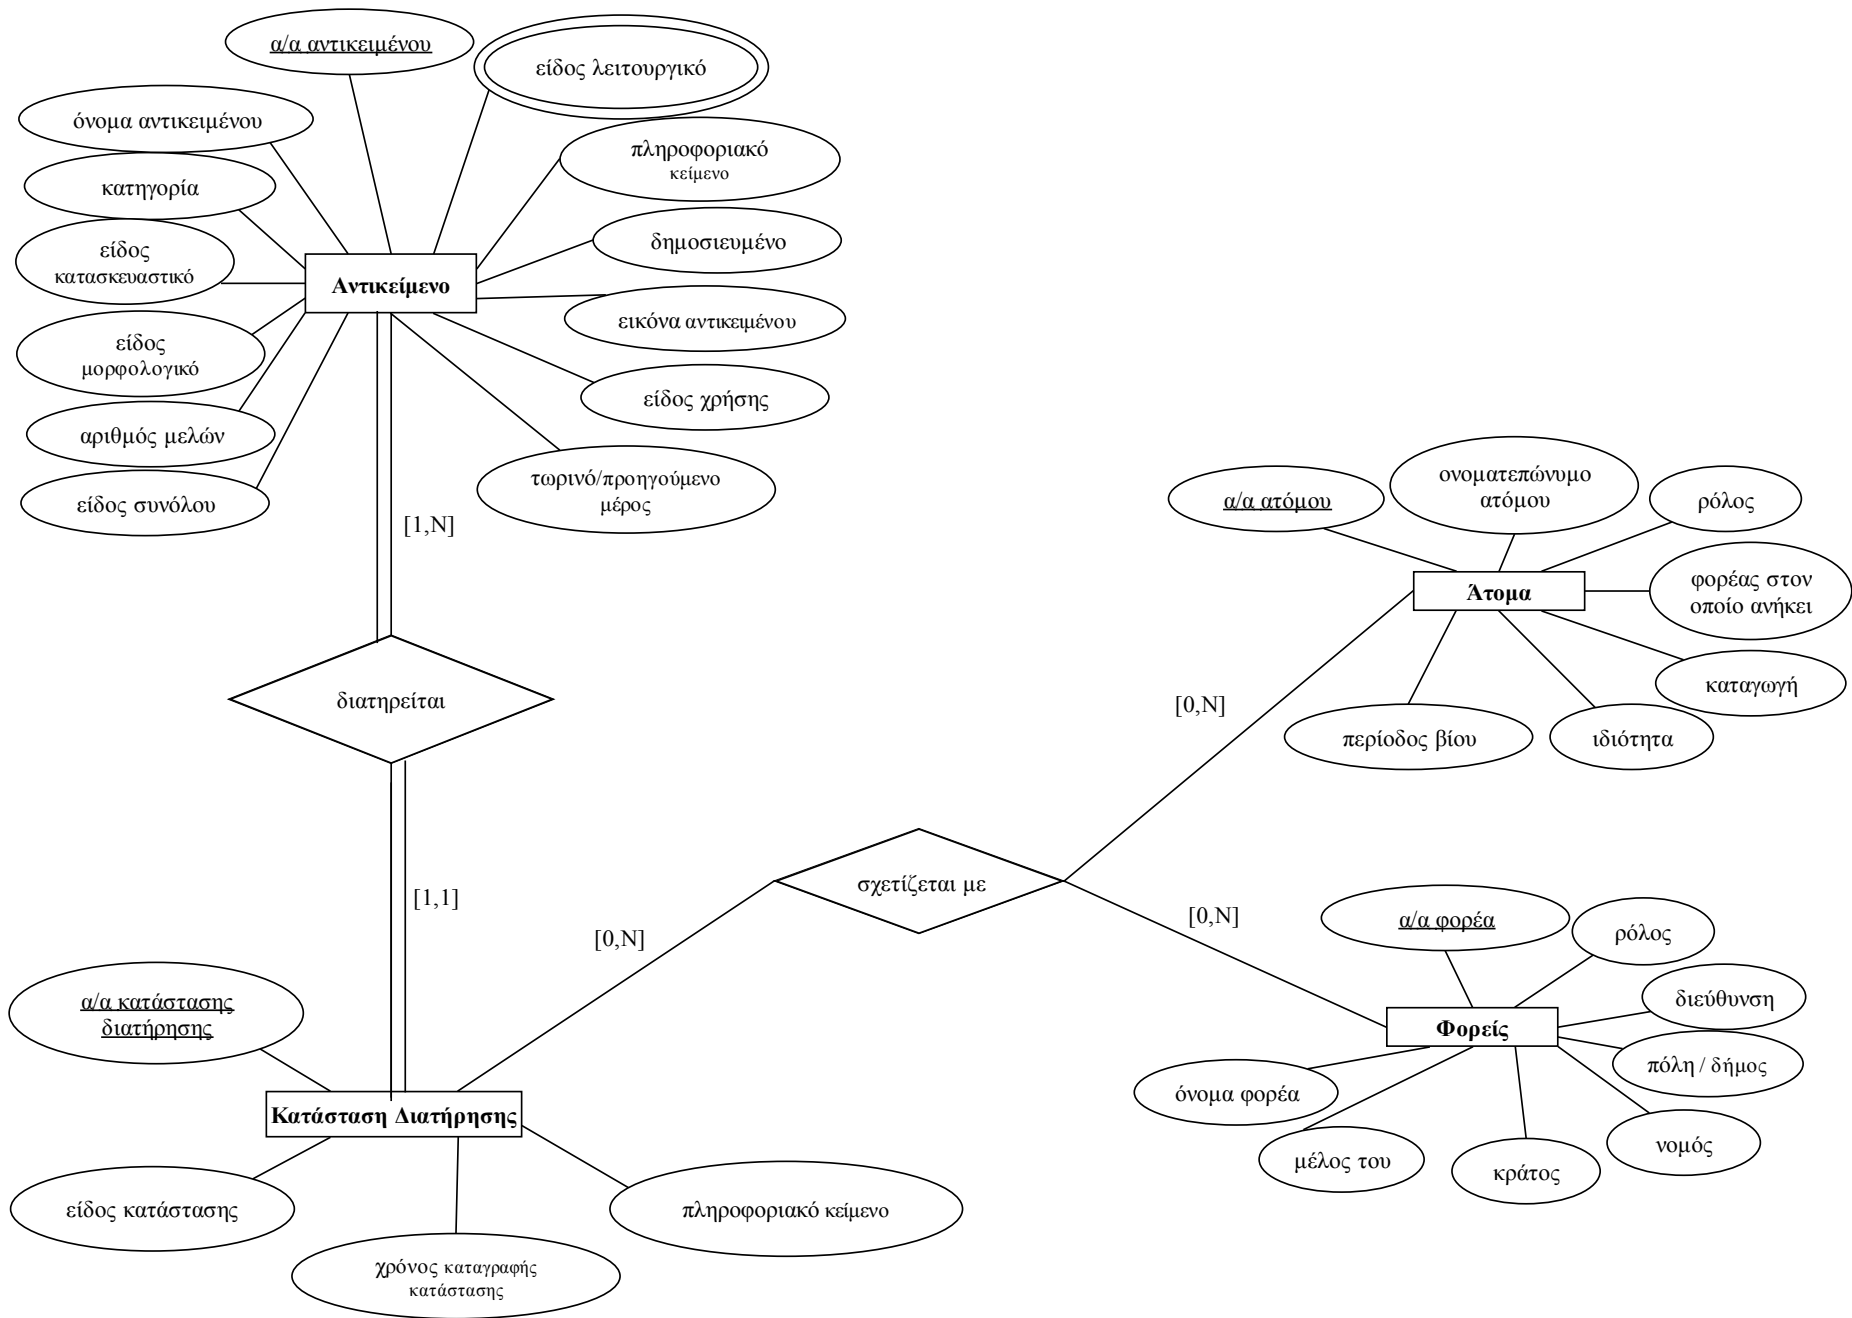 α/α αντικειμένου
είδος λειτουργικό
όνομα αντικειμένου
πληροφοριακό
κείμενο
κατηγορία
δημοσιευμένο
είδος
κατασκευαστικό
Αντικείμενο
εικόνα αντικειμένου
είδος
μορφολογικό
είδος χρήσης
αριθμός μελών
τωρινό/προηγούμενο
μέρος
είδος συνόλου
[1,N]
ονοματεπώνυμο
ατόμου
α/α ατόμου
ρόλος
Άτομα
φορέας στον
οποίο ανήκει
καταγωγή
περίοδος βίου
ιδιότητα
διατηρείται
[0,N]
[1,1]
σχετίζεται με
[0,N]
[0,N]
α/α φορέα
ρόλος
διεύθυνση
Φορείς
πόλη / δήμος
όνομα φορέα
νομός
μέλος του
κράτος
α/α κατάστασης
διατήρησης
Κατάσταση Διατήρησης
είδος κατάστασης
πληροφοριακό κείμενο
χρόνος καταγραφής
κατάστασης